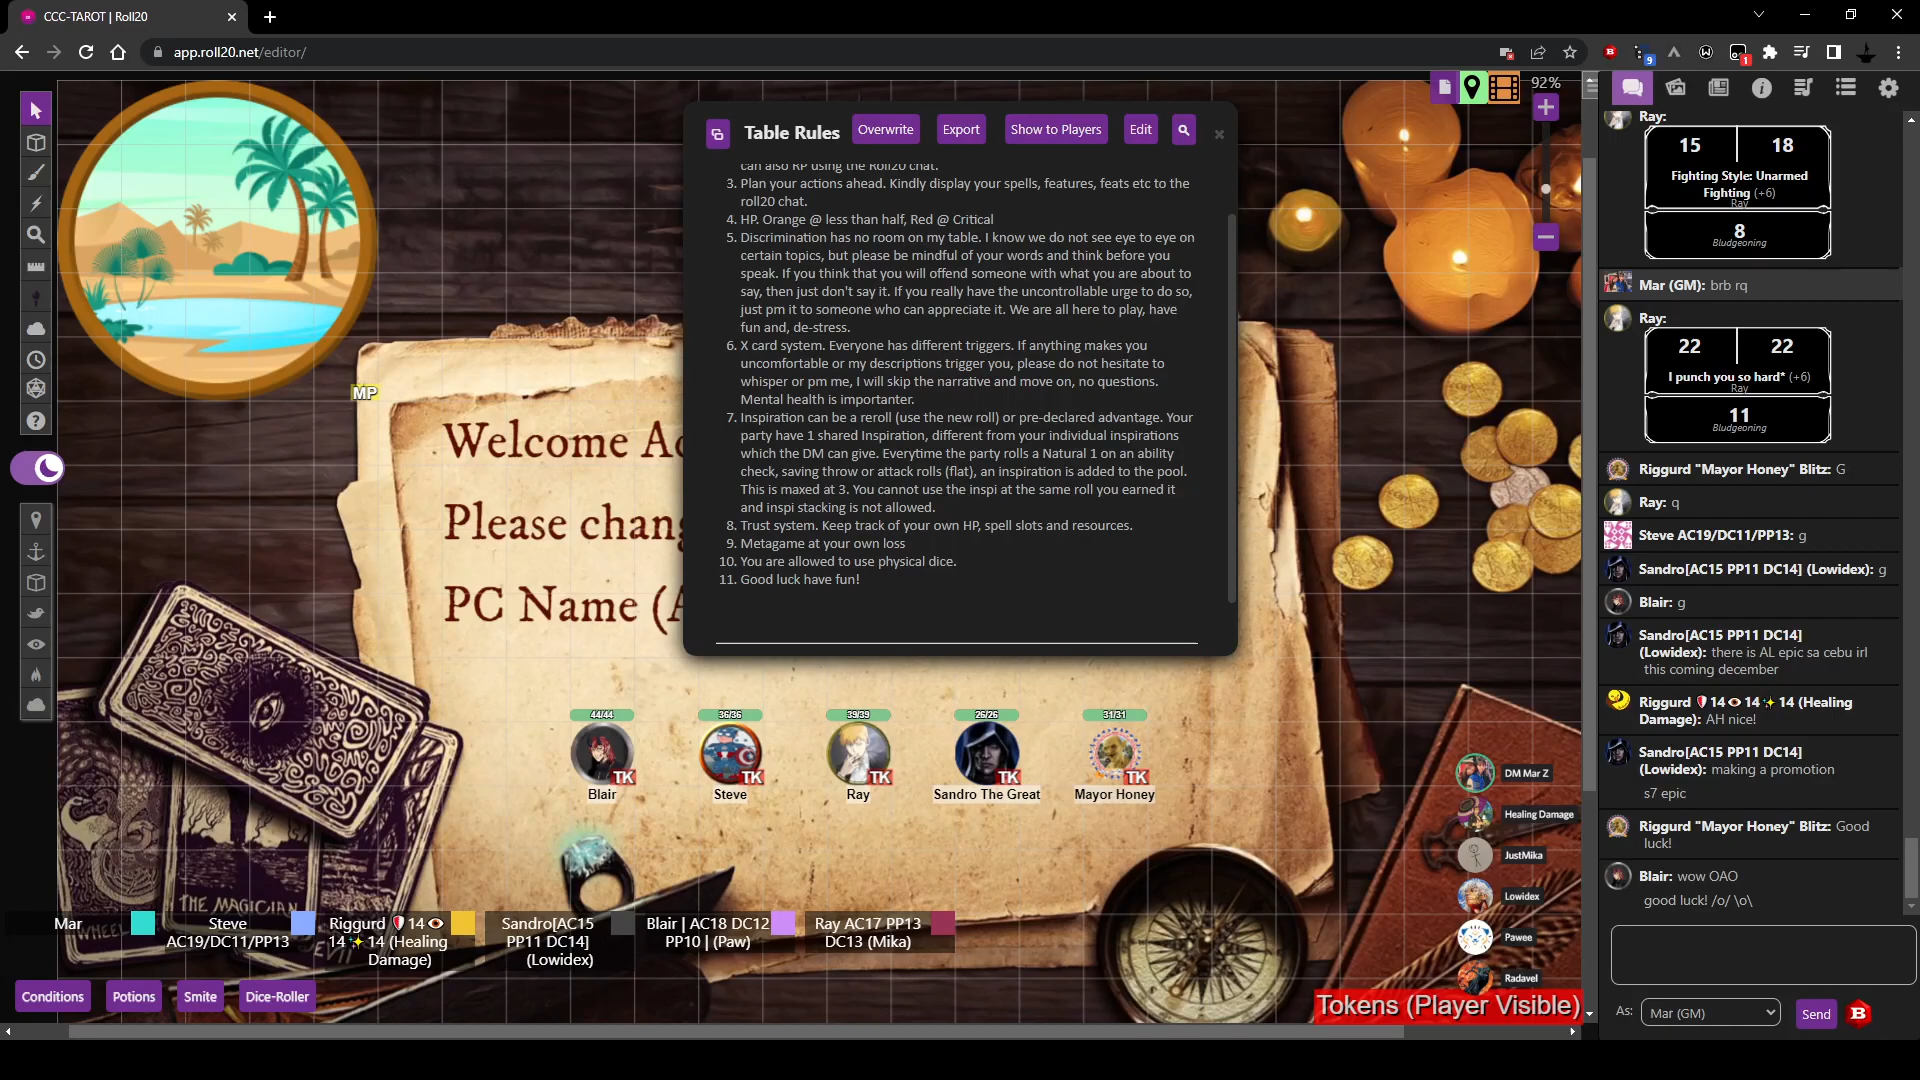 CCC-TAROT | Roll20
app.roll20.net/editor/
9
1
92%
Table Rules
Overwrite
Export
Show to Players
Edit
can also RP using the Roll20 chat.
3. Plan your actions ahead. Kindly display your spells, features, feats etc to the
roll20 chat.
4. HP. Orange @ less than half, Red @ Critical
5. Discrimination has no room on my table. I know we do not see eye to eye on
certain topics, but please be mindful of your words and think before you
speak. If you think that you will offend someone with what you are about to
say, then just don't say it. If you really have the uncontrollable urge to do so,
just pm it to someone who can appreciate it. We are all here to play, have
fun and, de-stress.
6. X card system. Everyone has different triggers. If anything makes you
uncomfortable or my descriptions trigger you, please do not hesitate to
whisper or pm me, I will skip the narrative and move on, no questions.
Mental health is importanter.
7. Inspiration can be a reroll (use the new roll) or pre-declared advantage. Your
party have 1 shared Inspiration, different from your individual inspirations
which the DM can give. Everytime the party rolls a Natural 1 on an ability
check, saving throw or attack rolls (flat), an inspiration is added to the pool.
This is maxed at 3. You cannot use the inspi at the same roll you earned it
and inspi stacking is not allowed.
8. Trust system. Keep track of your own HP, spell slots and resources.
9. Metagame at your own loss
10. You are allowed to use physical dice.
11. Good luck have fun!
MP
Welcome Ad
Please chang
PC Name (A
44/44
36/36
39/39
26/26
31/31
TK
TK
TK
TK
TK
Blair
Steve
Ray
Sandro The Great
Mayor Honey
DM Mar Z
Healing Damage
JustMika
Lowidex
Pawee
Radavel
THE MAGICIAN
WHEEL
EVIL
Mar
Steve
AC19/DC11/PP13
Riggurd 14
14 14 (Healing
Damage)
Sandro[AC15
PP11 DC14]
(Lowidex)
Blair | AC18 DC12
PP10 | (Paw)
Ray AC17 PP13
DC13 (Mika)
Conditions
Potions
Smite
Dice-Roller
Tokens (Player Visible)
Ray:
15
18
Fighting Style: Unarmed
Fighting (+6)
Ray
8
Bludgeoning
Mar (GM): brb rq
Ray:
22
22
I punch you so hard* (+6)
Ray
11
Bludgeoning
Riggurd "Mayor Honey" Blitz: G
Ray: q
Steve AC19/DC11/PP13: g
Sandro[AC15 PP11 DC14] (Lowidex): g
Blair: g
Sandro[AC15 PP11 DC14]
(Lowidex): there is AL epic sa cebu irl
this coming december
Riggurd 14 14 14 (Healing
Damage): AH nice!
Sandro[AC15 PP11 DC14]
(Lowidex): making a promotion
s7 epic
Riggurd "Mayor Honey" Blitz: Good
luck!
Blair: wow OAO
good luck! /o/ \o\
As:
Mar (GM)
Send
B